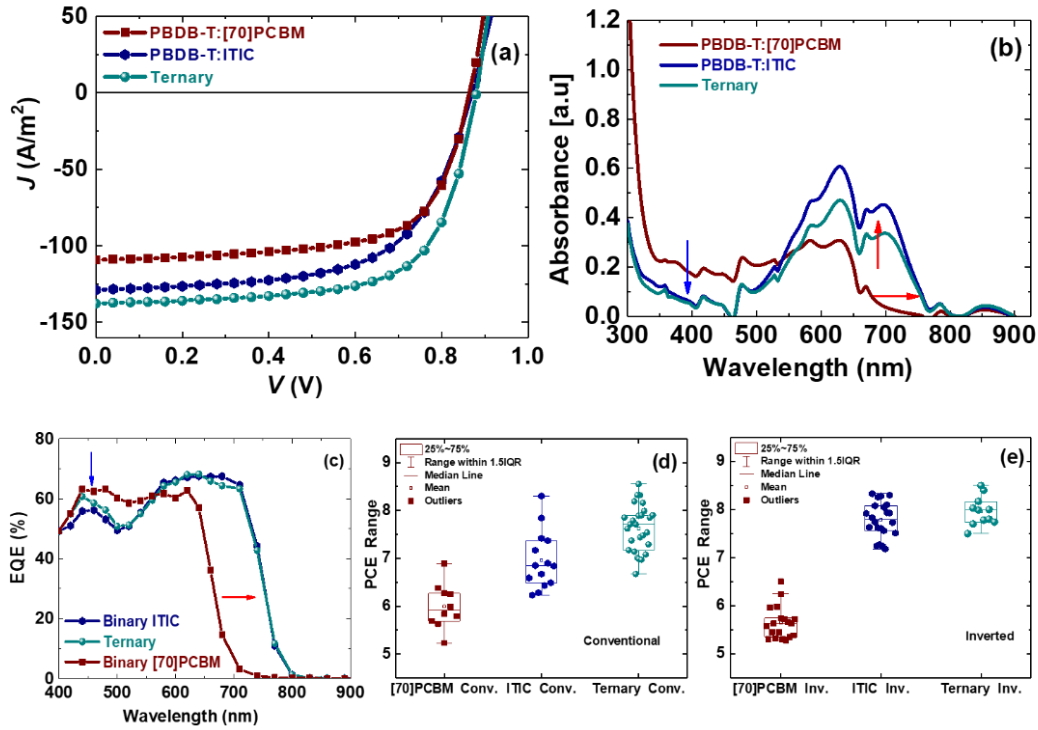 (a)
PBDB-T:[70]PCBM
PBDB-T:ITIC
Ternary
J (A/m²)
50
0
-50
-100
-150
0.0 0.2 0.4 0.6 0.8 1.0
V (V)
(b)
PBDB-T:[70]PCBM
PBDB-T:ITIC
Ternary
Absorbance [a.u]
1.2
1.0
0.8
0.6
0.4
0.2
0.0
300 400 500 600 700 800 900
Wavelength (nm)
(c)
EQE (%)
80
60
40
20
0
Binary ITIC
Ternary
Binary [70]PCBM
400 500 600 700 800 900
Wavelength (nm)
(d)
25%~75%
Range within 1.5IQR
Median Line
Mean
Outliers
PCE Range
9
8
7
6
5
Conventional
[70]PCBM Conv. ITIC Conv. Ternary Conv.
(e)
25%~75%
Range within 1.5IQR
Median Line
Mean
Outliers
PCE Range
9
8
7
6
5
Inverted
[70]PCBM Inv. ITIC Inv. Ternary Inv.